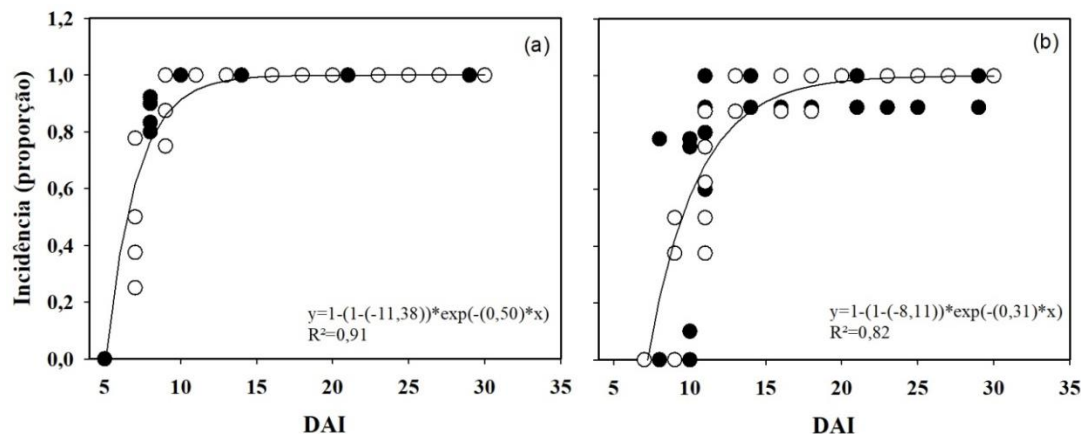 1,2
1,0
0,8
0,6
0,4
0,2
0,0
Incidência (proporção)
(a)
y=1-(1-(-11,38))*exp(-(0,50)*x)
R²=0,91
5 10 15 20 25 30 35
DAI
(b)
y=1-(1-(-8,11))*exp(-(0,31)*x)
R²=0,82
5 10 15 20 25 30 35
DAI